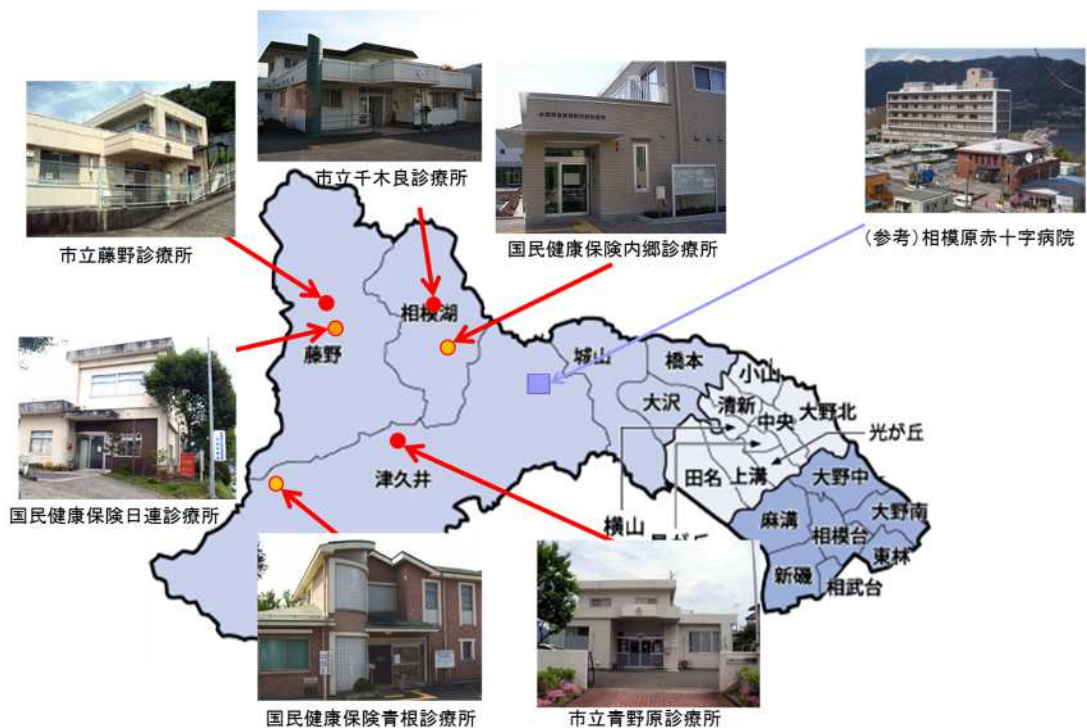 市立千木良診療所
市立藤野診療所
国民健康保険内郷診療所
(参考)相模原赤十字病院
相模湖
藤野
城山
橋本
小山
大沢
清新
中央
大野北
光が丘
国民健康保険日連診療所
津久井
田名
上溝
大野中
横山
麻溝
相模台
大野南
東林
新磯
相武台
国民健康保険青根診療所
市立青野原診療所